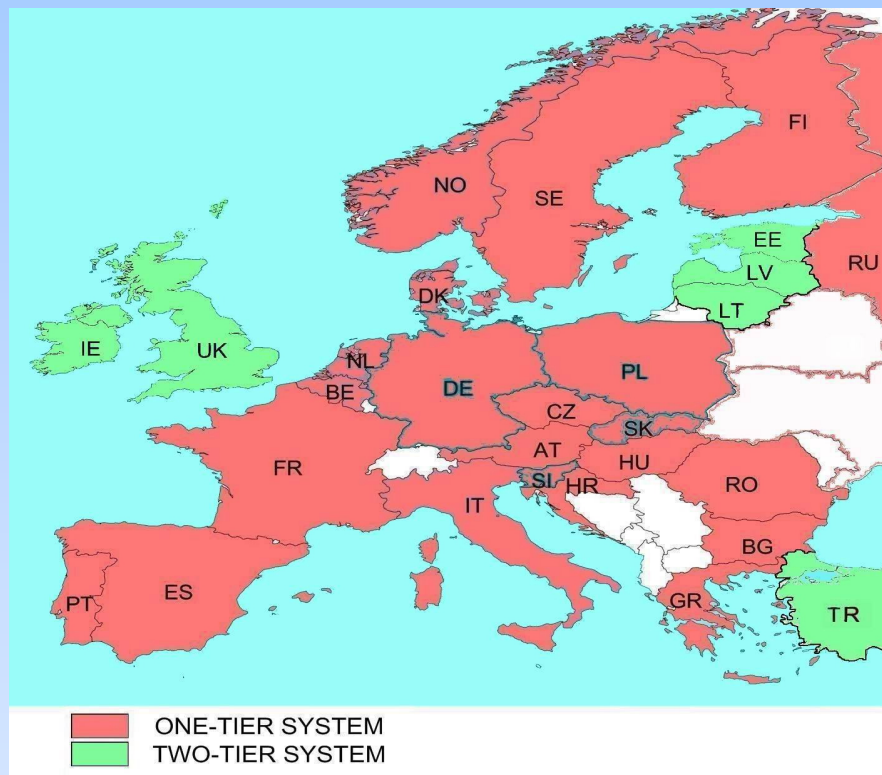 FI
NO
SE
EE
LV
RU
DK
LT
IE
UK
NL
BE
DE
PL
CZ
SK
AT
HU
FR
SI
HR
RO
IT
BG
PT
ES
GR
TR
ONE-TIER SYSTEM
TWO-TIER SYSTEM